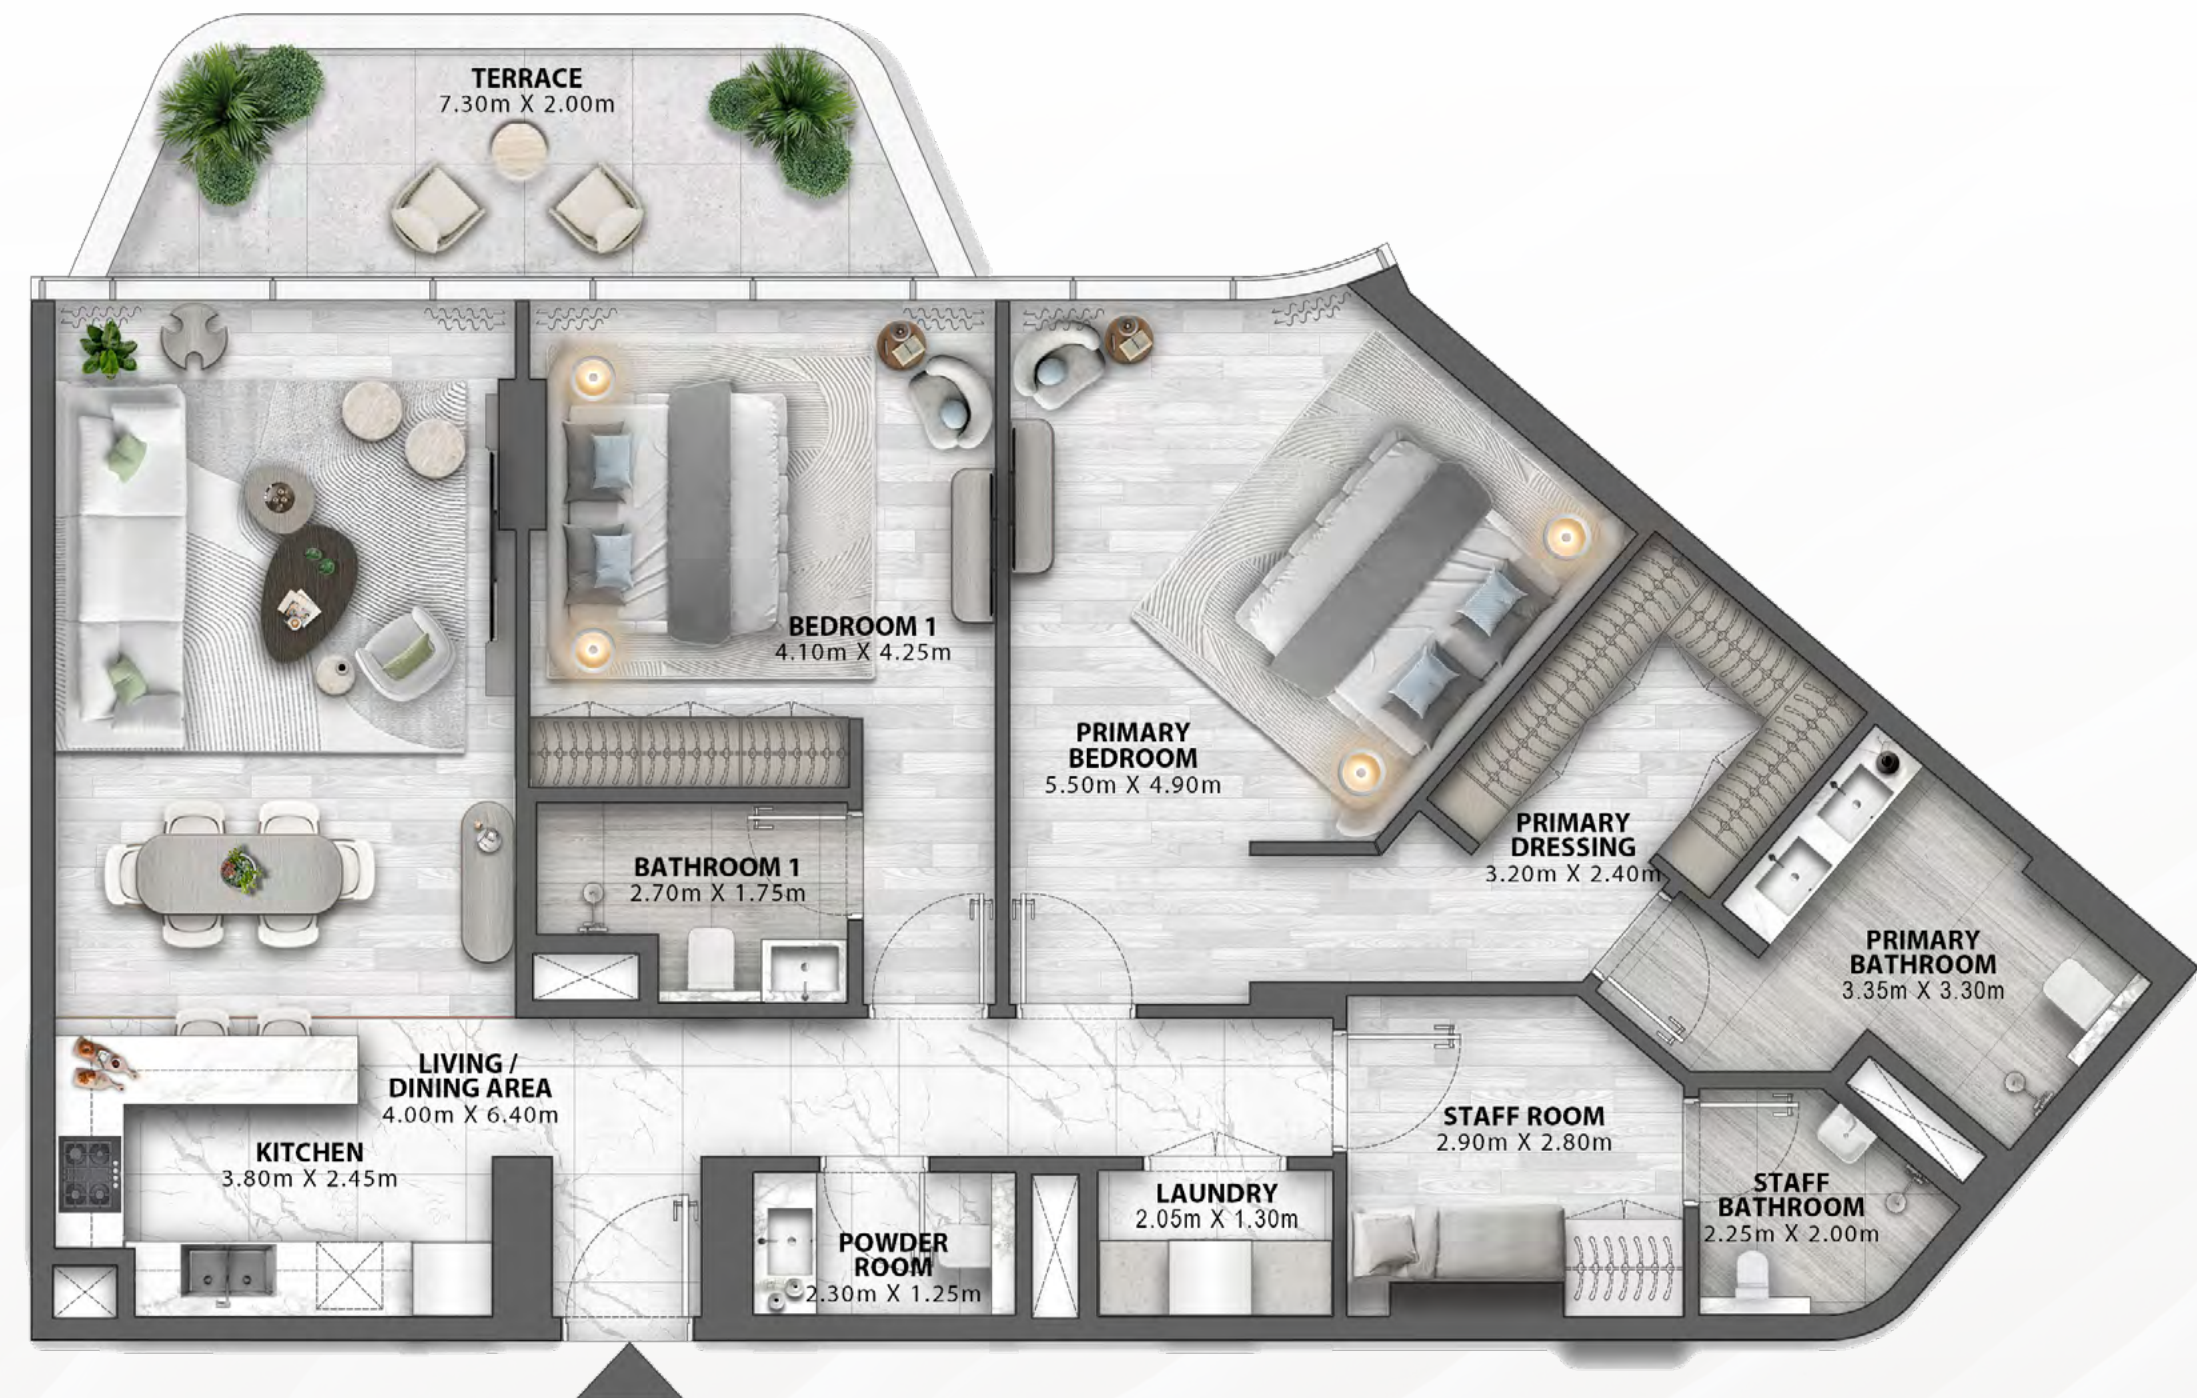 TERRACE
7.30m X 2.00m
BEDROOM 1
4.10m X 4.25m
PRIMARY
BEDROOM
5.50m X 4.90m
PRIMARY
DRESSING
3.20m X 2.40m
BATHROOM 1
2.70m X 1.75m
PRIMARY
BATHROOM
3.35m X 3.30m
LIVING /
DINING AREA
4.00m X 6.40m
KITCHEN
3.80m X 2.45m
STAFF ROOM
2.90m X 2.80m
LAUNDRY
2.05m X 1.30m
STAFF
BATHROOM
2.25m X 2.00m
POWDER
ROOM
2.30m X 1.25m